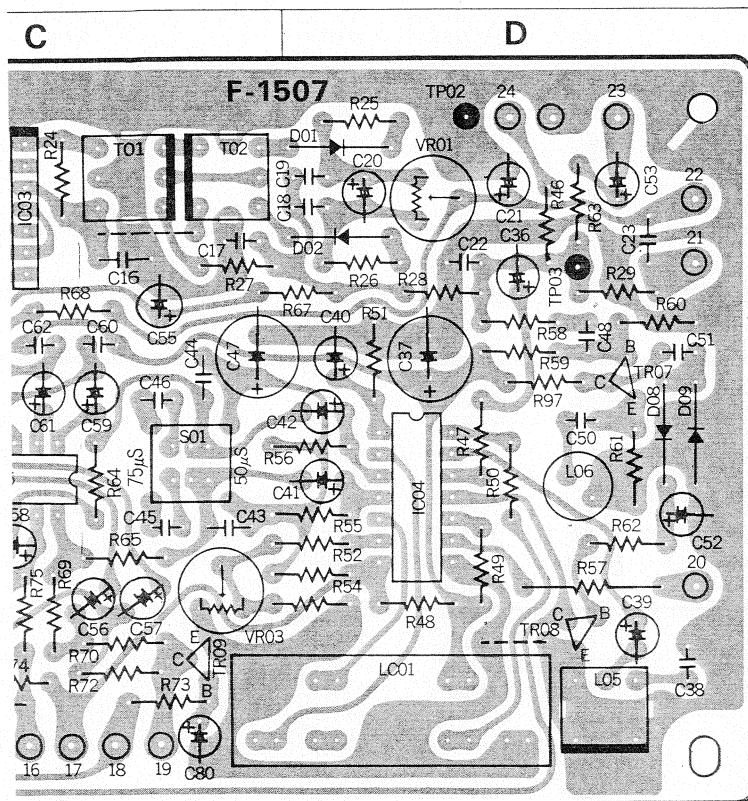 C D
F-1507
TP02 24 23
R25
D01
VR01
R24
T01 T02
C19 C20
C53
R46
R63
22
IC03
C18
C21
C17
D02
C22
C36
C23
21
C16
R27
R26
R28
TP03
R29
R67
R68
C55
C40
R51
R58
C48
R60
C62 C60
C44
C47
C37
B
C51
R59
TR07
C
C46
R97
E
D08
D09
C61 C59
C42
C50
S01
R47
R56
75μS
50μS
R61
R64
C41
R50
L06
IC04
58
C45 C43
R55
R62
C52
R65
R52
R49
R75
R69
R54
R57
20
C56 C57
R48
C
B
C39
E
VR03
TR08
R70
C
TR09
E
74
R72
LC01
L05
C38
R73
B
16 17 18 19 C80